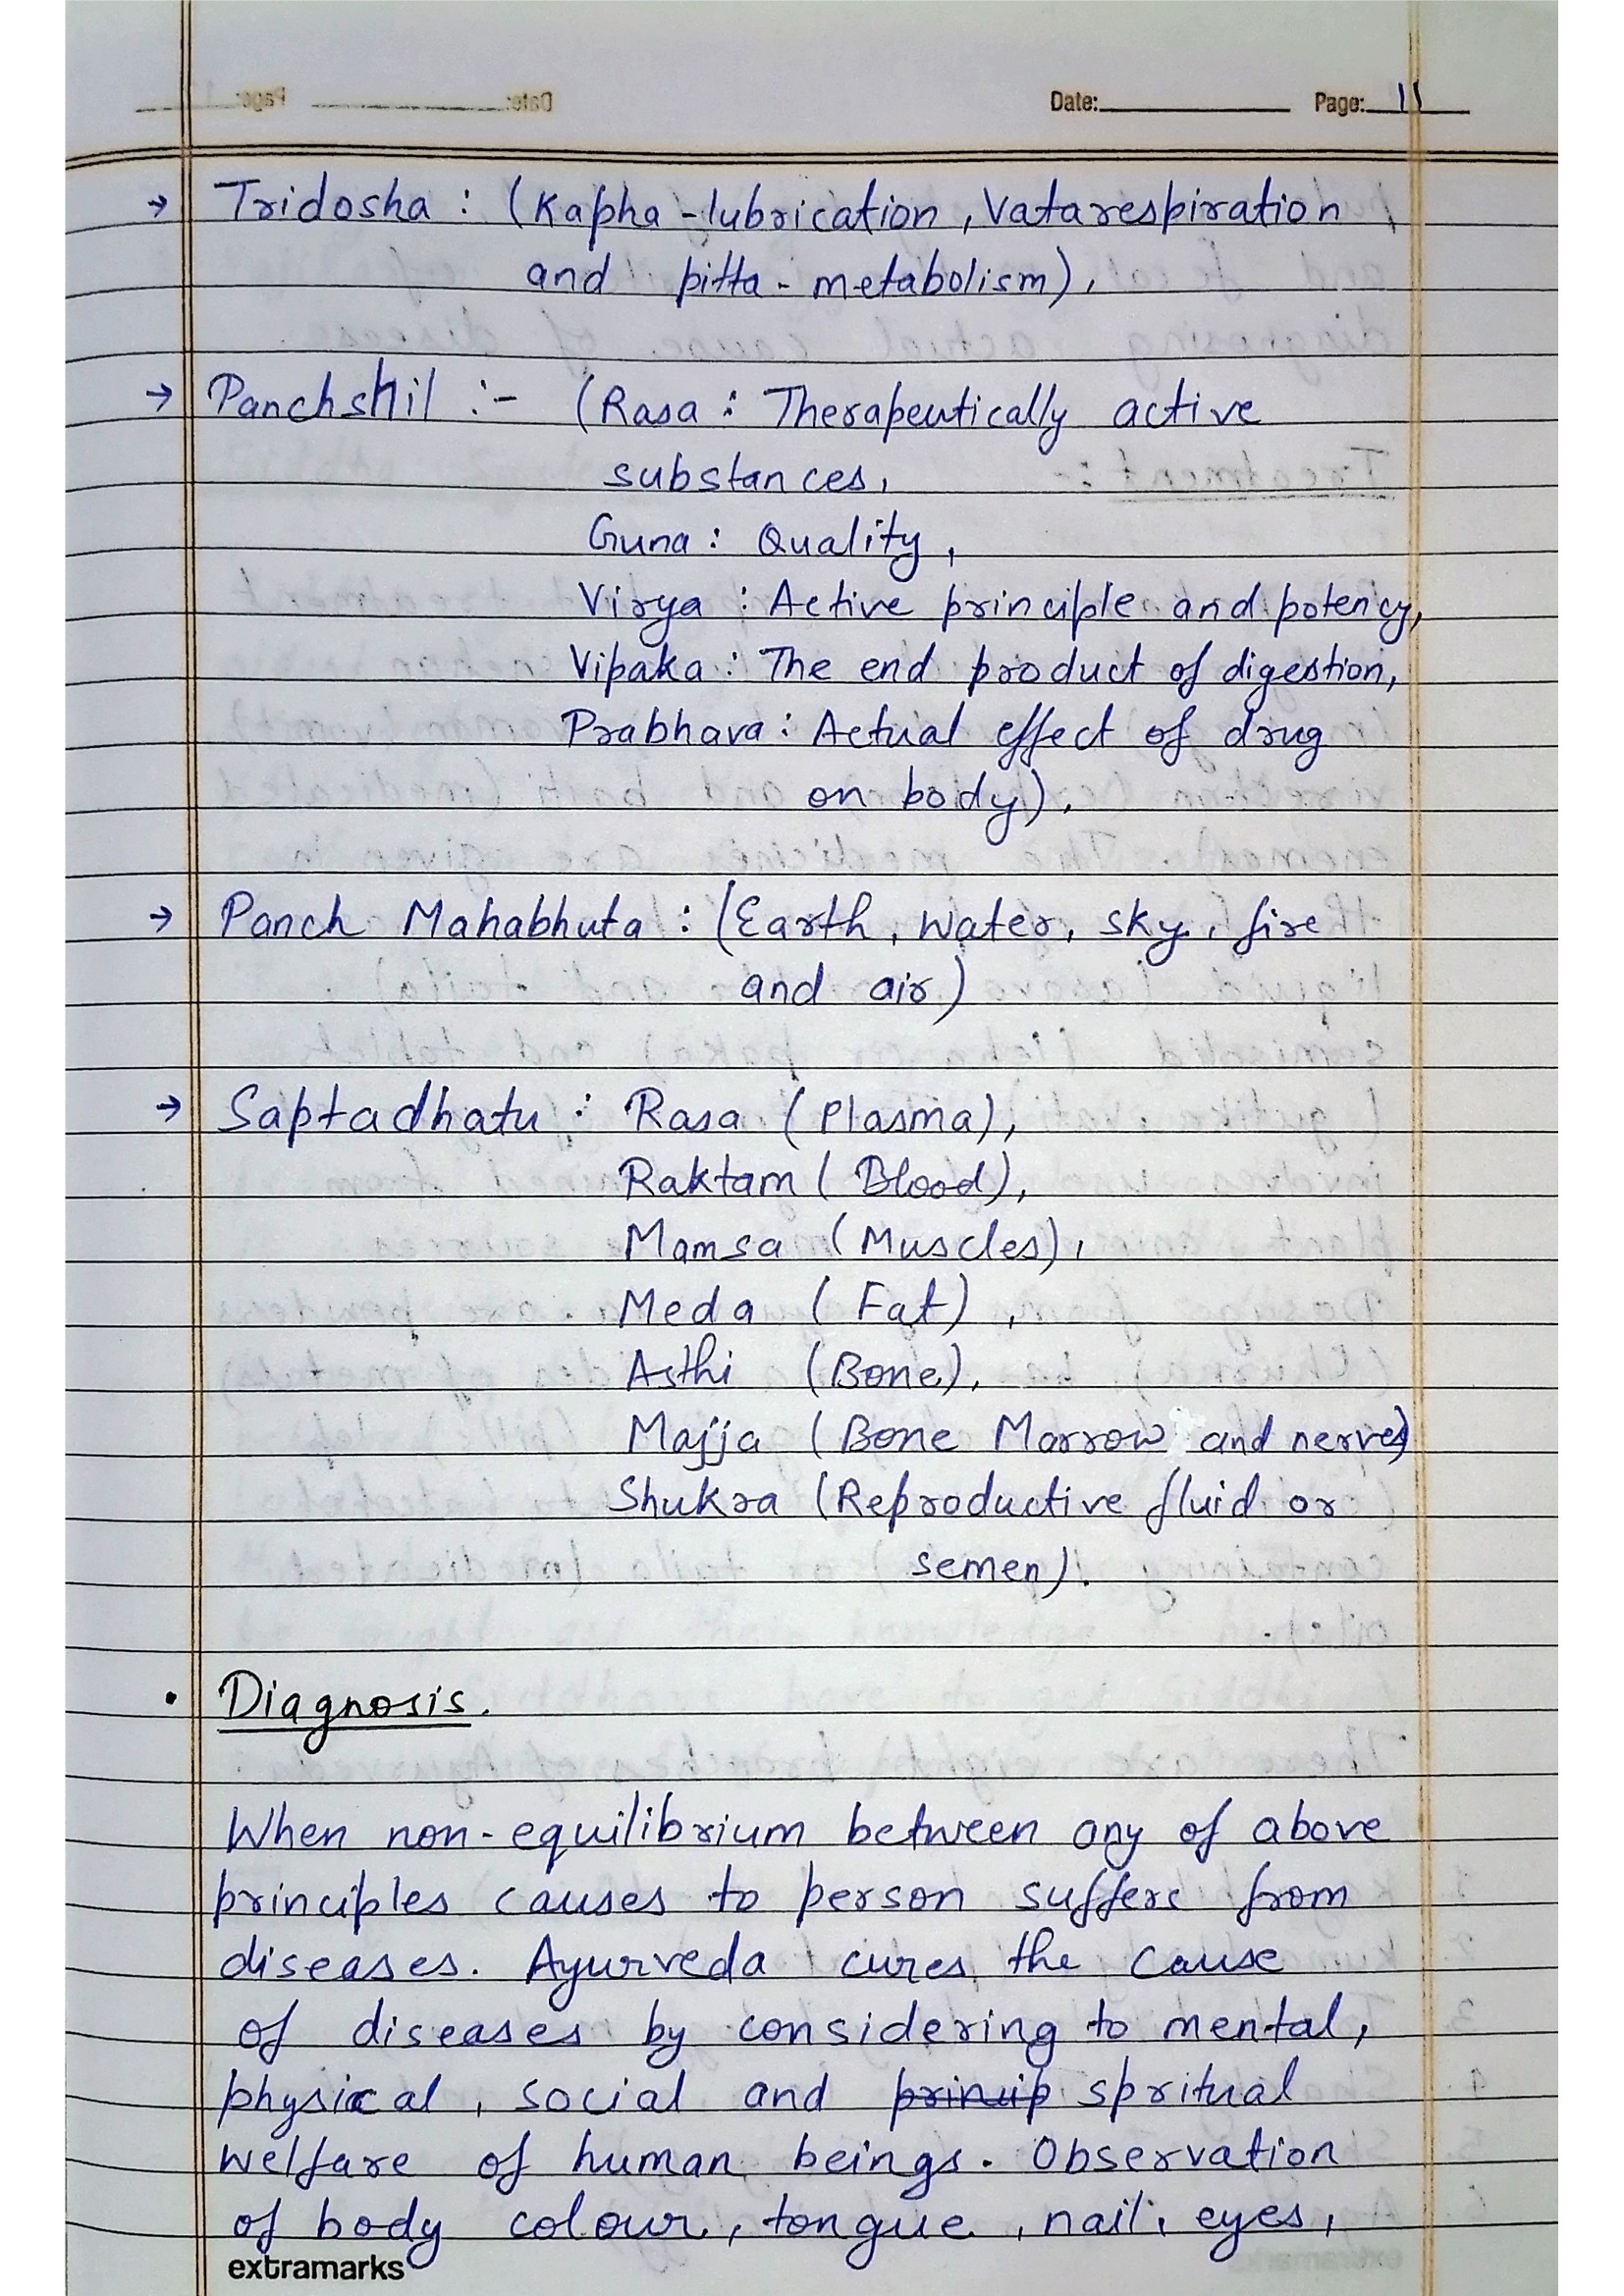 Date: Page: 11
→ Tridosha : (Kapha - lubrication, Vata respiration
and pitta - metabolism),
→ Panchshil :- (Rasa : Therapeutically active
substances,
Guna : Quality,
Virya : Active principle and potency,
Vipaka : The end product of digestion,
Prabhava : Actual effect of drug
on body).
→ Panch Mahabhuta : (Earth, water, sky, fire
and air)
→ Saptadhatu : Rasa (Plasma),
Raktam (Blood),
Mamsa (Muscles),
Meda (Fat),
Asthi (Bone),
Majja (Bone Marrow and nerves)
Shukra (Reproductive fluid or
semen).
• Diagnosis.
When non-equilibrium between any of above
principles causes to person suffers from
diseases. Ayurveda cures the cause
of diseases by considering to mental,
physical, social and princip spritual
welfare of human beings. Observation
of body colour, tongue, nail, eyes,
extramarks